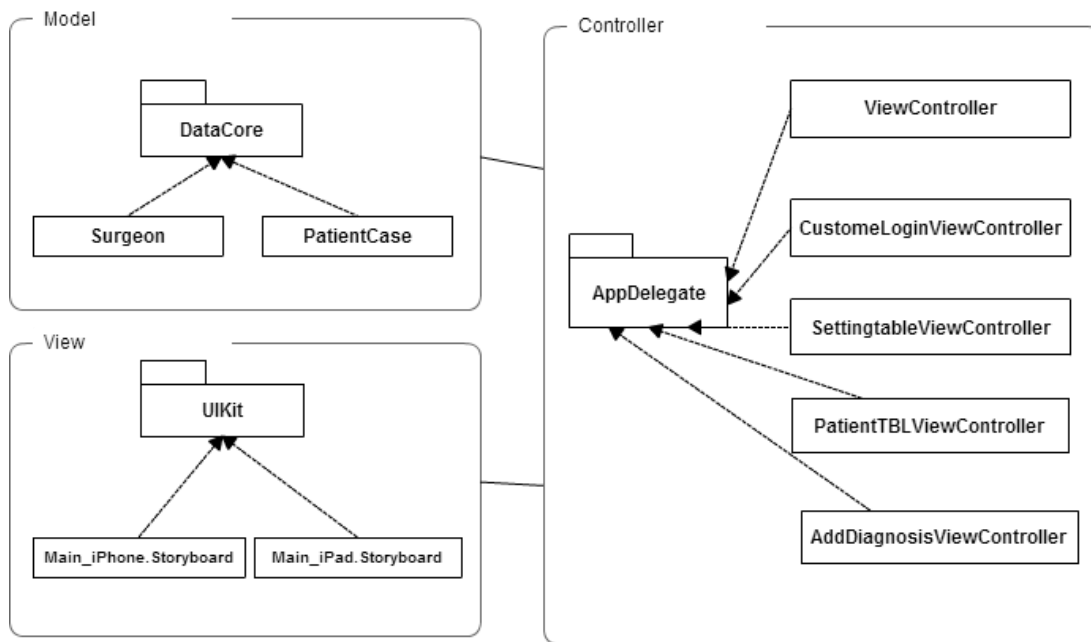 Model
DataCore
Surgeon
PatientCase
View
UIKit
Main_iPhone.Storyboard
Main_iPad.Storyboard
Controller
ViewController
CustomeLoginViewController
AppDelegate
SettingtableViewController
PatientTBLViewController
AddDiagnosisViewController